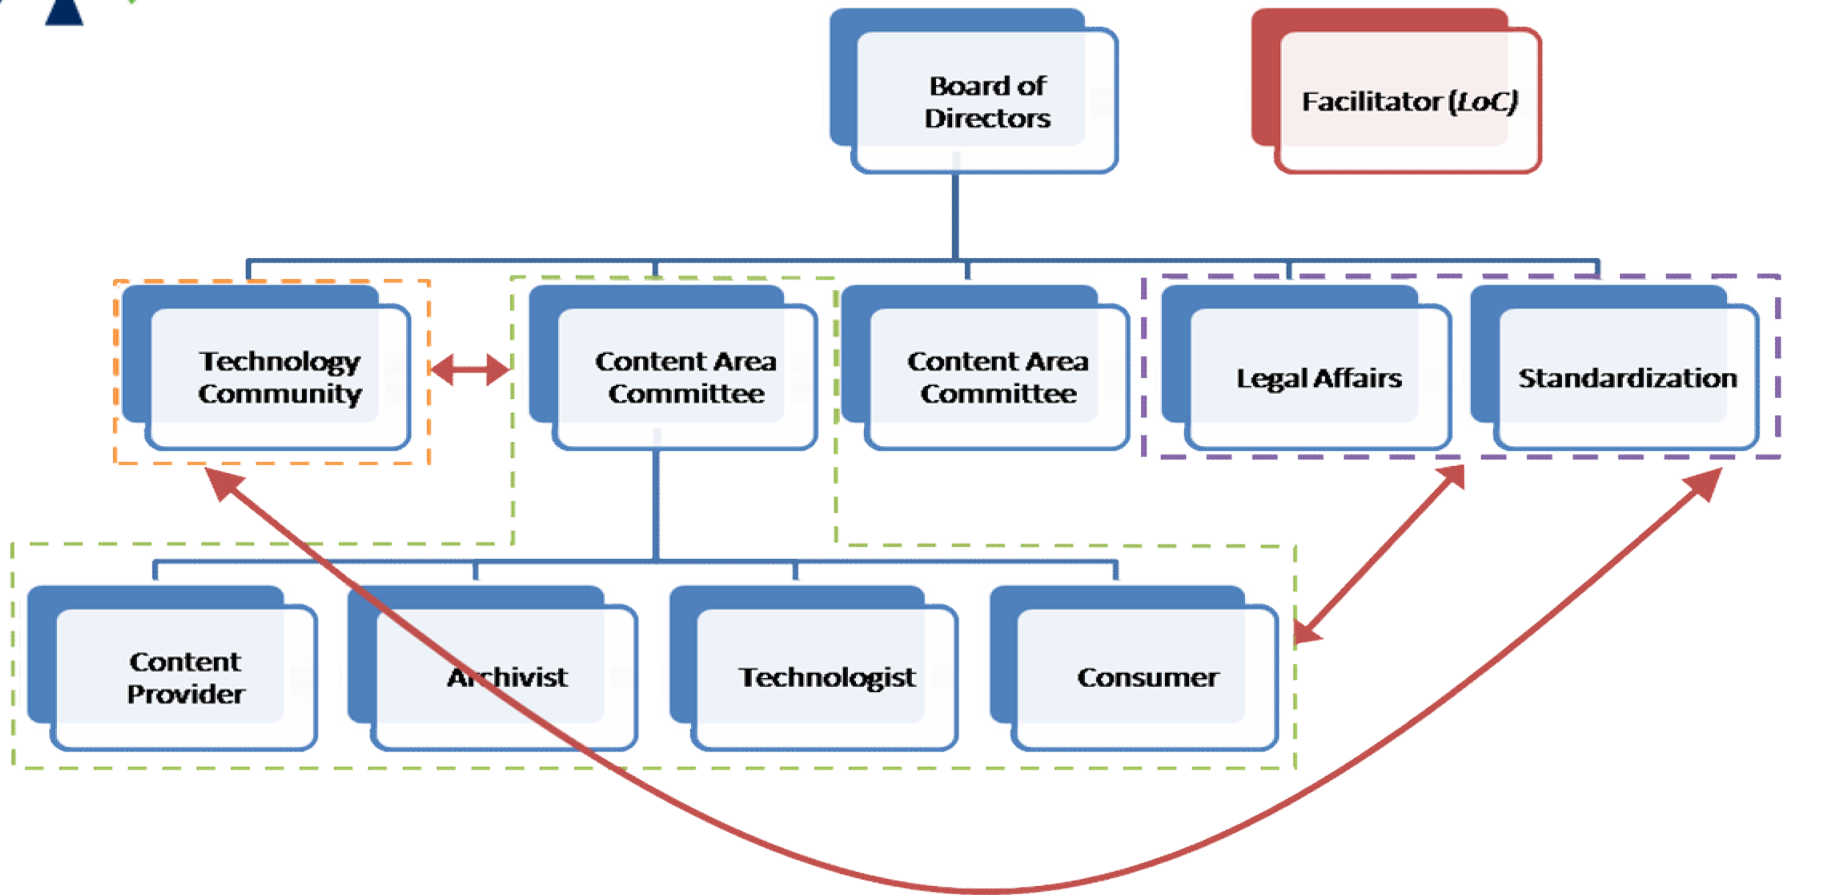 Board of
Directors
Facilitator (LoC)
Technology
Community
Content Area
Committee
Content Area
Committee
Legal Affairs
Standardization
Content
Provider
Archivist
Technologist
Consumer